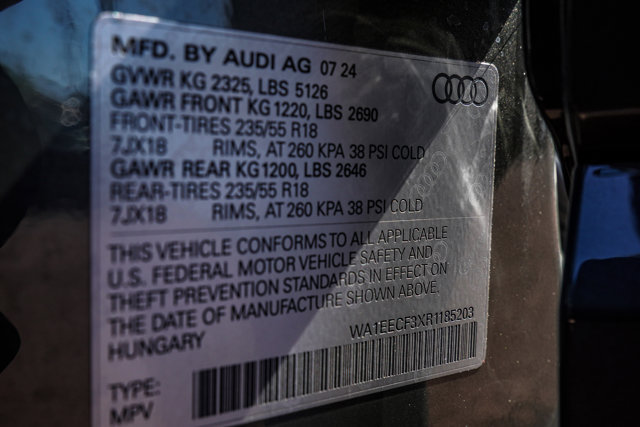 MFD. BY AUDI AG 07 24
GVWR KG 2325, LBS 5126
GAWR FRONT KG 1220, LBS 2690
FRONT-TIRES 235/55 R18
7JX18 RIMS, AT 260 KPA 38 PSI COLD
GAWR REAR KG 1200, LBS 2646
REAR-TIRES 235/55 R18
7JX18 RIMS, AT 260 KPA 38 PSI COLD
THIS VEHICLE CONFORMS TO ALL APPLICABLE
U.S. FEDERAL MOTOR VEHICLE SAFETY AND
THEFT PREVENTION STANDARDS IN EFFECT ON
THE DATE OF MANUFACTURE SHOWN ABOVE.
HUNGARY WA1EECF3XR1185203
TYPE:
MPV